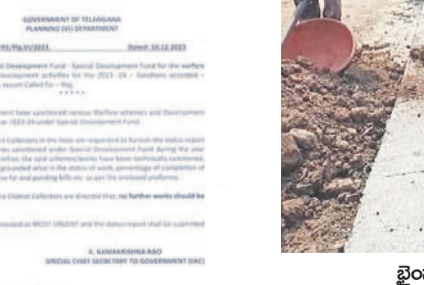 GOVERNMENT OF TELANGANA
PLANNING (VI) DEPARTMENT
Dated: 10.12.2023
Development Fund - Special Development Fund for the welfare
development activities for the 2023 -24 – Sanctions accorded –
report Called for – Reg.
*****
have sanctioned various Welfare schemes and Development
2023-24 under Special Development Fund
Collectors in the State are requested to furnish the status report
sanctioned under Special Development Fund during the year
the said schemes/works have been technically sanctioned,
grounded what is the status of work, percentage of completion of
so far and pending bills etc. as per the enclosed proforma.
District Collectors are directed that, no further works should be
treated as MOST URGENT and the status report shall be submitted
K. RAMAKRISHNA RAO
SPECIAL CHIEF SECRETARY TO GOVERNMENT (FAC)